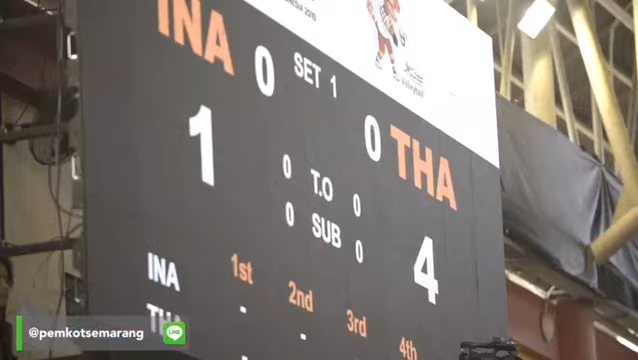 INA 0 SET 1 0 THA
1 4
0 T.O 0
0 SUB 0
1st 2nd 3rd 4th
INA - - -
THA -
@pemkotsemarang LINE